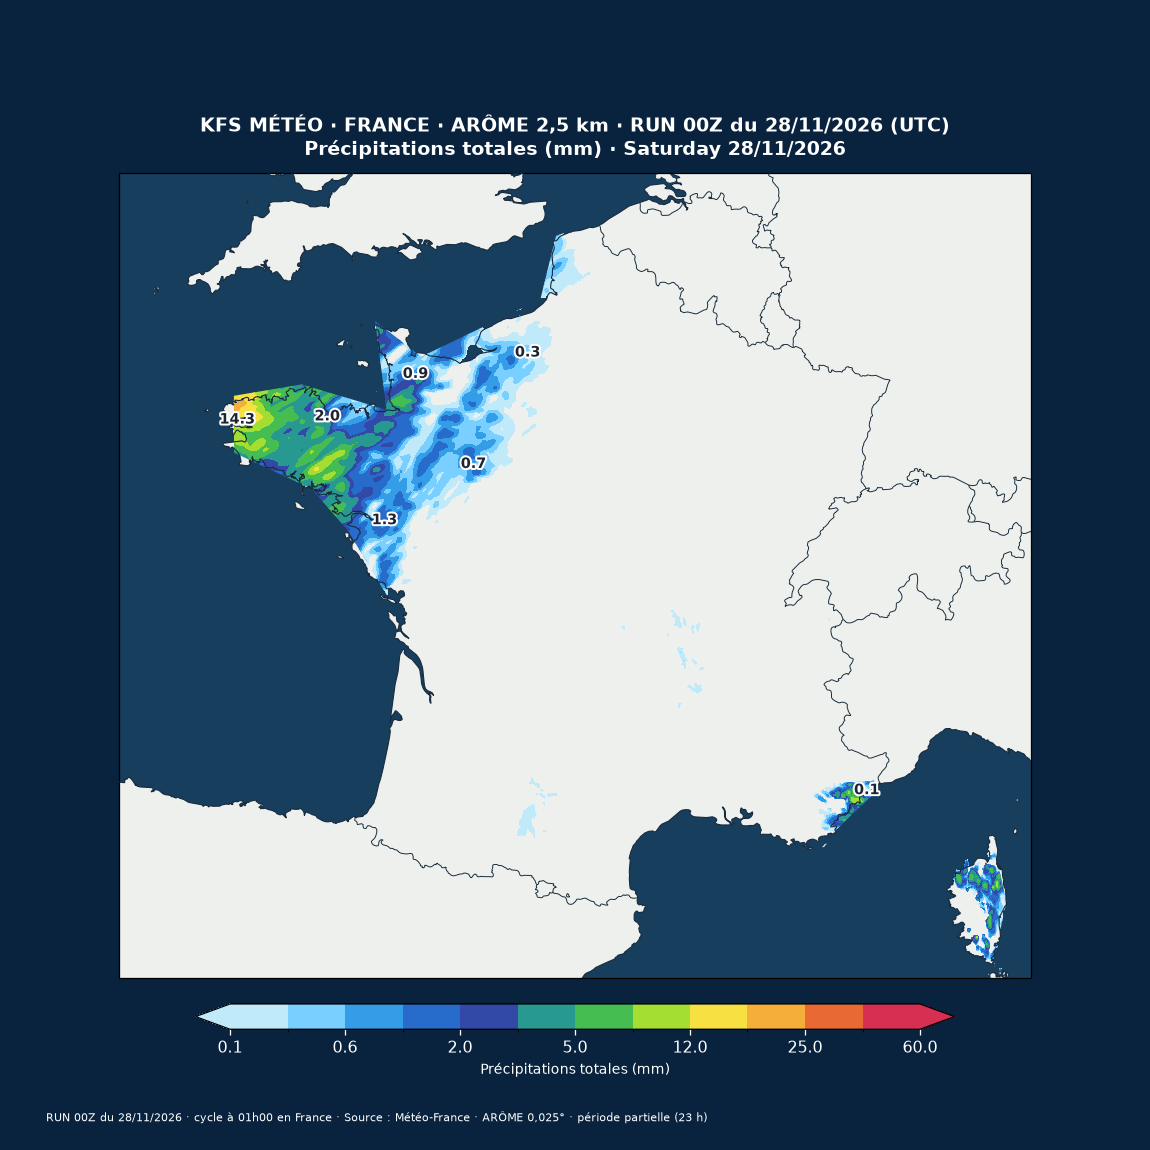 KFS MÉTÉO · FRANCE · ARÔME 2,5 km · RUN 00Z du 28/11/2026 (UTC)
Précipitations totales (mm) · Saturday 28/11/2026
0.3
0.9
14.3
2.0
0.7
1.3
0.1
0.1 0.6 2.0 5.0 12.0 25.0 60.0
Précipitations totales (mm)
RUN 00Z du 28/11/2026 · cycle à 01h00 en France · Source : Météo-France · ARÔME 0,025° · période partielle (23 h)